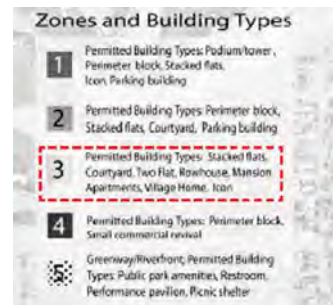 Zones and Building Types
1
Permitted Building Types: Podium/tower,
Perimeter block, Stacked flats,
Icon, Parking building
2
Permitted Building Types: Perimeter block,
Stacked flats, Courtyard, Parking building
3
Permitted Building Types: Stacked flats,
Courtyard, Two Flat, Rowhouse, Mansion
Apartments, Village Home, Icon
4
Permitted Building Types: Perimeter block,
Small commercial revival
5
Greenway/Riverfront, Permitted Building
Types: Public park amenities, Restroom,
Performance pavilion, Picnic shelter